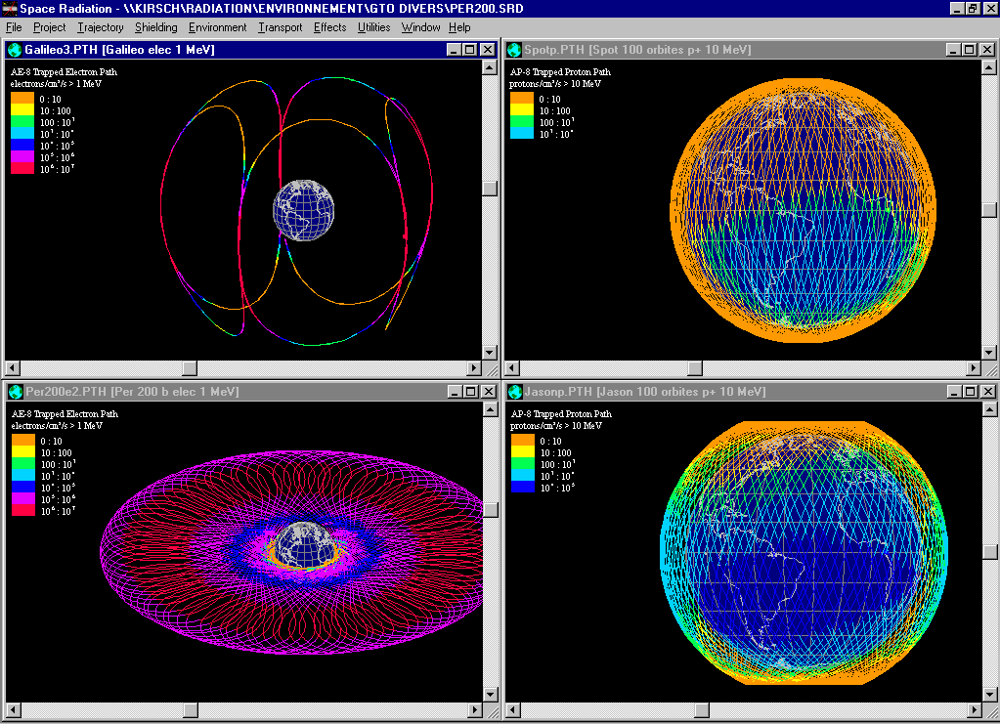 Space Radiation - \\KIRSCH\RADIATION\ENVIRONNEMENT\GTO DIVERS\PER200.SRD
File Project Trajectory Shielding Environment Transport Effects Utilities Window Help
Galileo3.PTH [Galileo elec 1 MeV]
AE-8 Trapped Electron Path
electrons/cm²/s > 1 MeV
0 : 10
10 : 100
100 : 10³
10³ : 10⁴
10⁴ : 10⁵
10⁵ : 10⁶
10⁶ : 10⁷
Spotp.PTH [Spot 100 orbites p+ 10 MeV]
AP-8 Trapped Proton Path
protons/cm²/s > 10 MeV
0 : 10
10 : 100
100 : 10³
10³ : 10⁴
Per200e2.PTH [Per 200 b elec 1 MeV]
AE-8 Trapped Electron Path
electrons/cm²/s > 1 MeV
0 : 10
10 : 100
100 : 10³
10³ : 10⁴
10⁴ : 10⁵
10⁵ : 10⁶
10⁶ : 10⁷
Jasonp.PTH [Jason 100 orbites p+ 10 MeV]
AP-8 Trapped Proton Path
protons/cm²/s > 10 MeV
0 : 10
10 : 100
100 : 10³
10³ : 10⁴
10⁴ : 10⁵